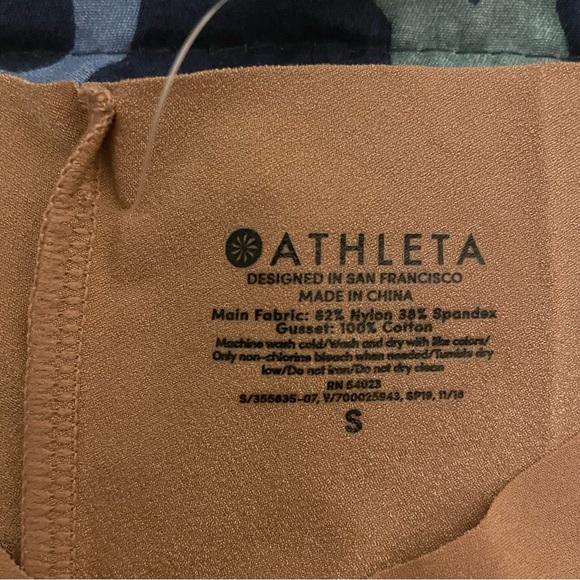 ATHLETA
DESIGNED IN SAN FRANCISCO
MADE IN CHINA
Main Fabric: 62% Nylon 38% Spandex
Gusset: 100% Cotton
Machine wash cold/Wash and dry with like colors/
Only non-chlorine bleach when needed/Tumble dry
low/Do not iron/Do not dry clean
RN 54023
S/355635-07, V/700025943, SP19, 11/18
S